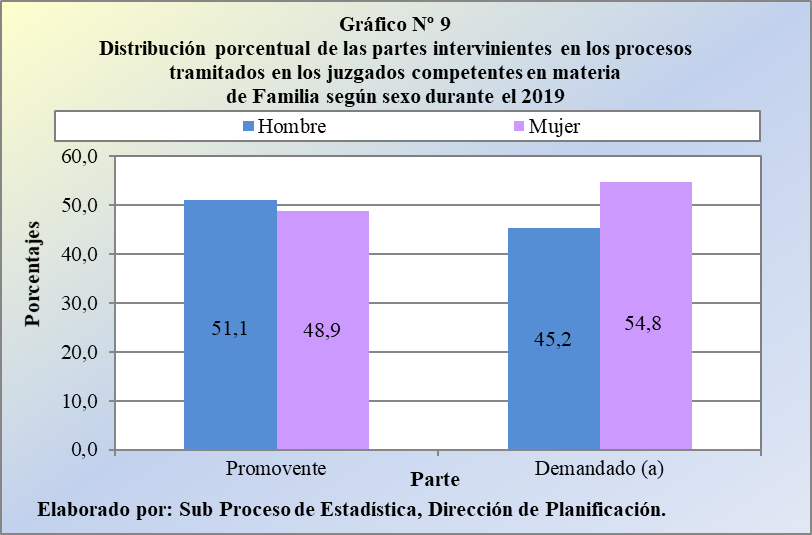 Gráfico Nº 9
Distribución porcentual de las partes intervinientes en los procesos
tramitados en los juzgados competentes en materia
de Familia según sexo durante el 2019
Hombre Mujer
60,0
50,0
40,0
30,0
20,0
10,0
0,0
Porcentajes
51,1 48,9 45,2 54,8
Promovente Demandado (a)
Parte
Elaborado por: Sub Proceso de Estadística, Dirección de Planificación.